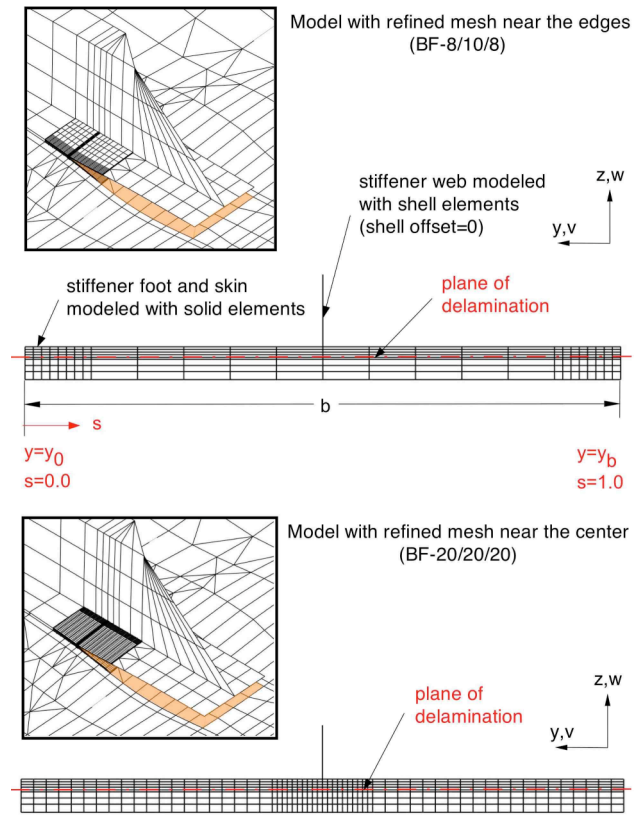 Model with refined mesh near the edges
(BF-8/10/8)
stiffener web modeled
with shell elements
(shell offset=0)
z,w
y,v
stiffener foot and skin
modeled with solid elements
plane of
delamination
b
s
y=y0
s=0.0
y=yb
s=1.0
Model with refined mesh near the center
(BF-20/20/20)
z,w
plane of
delamination
y,v